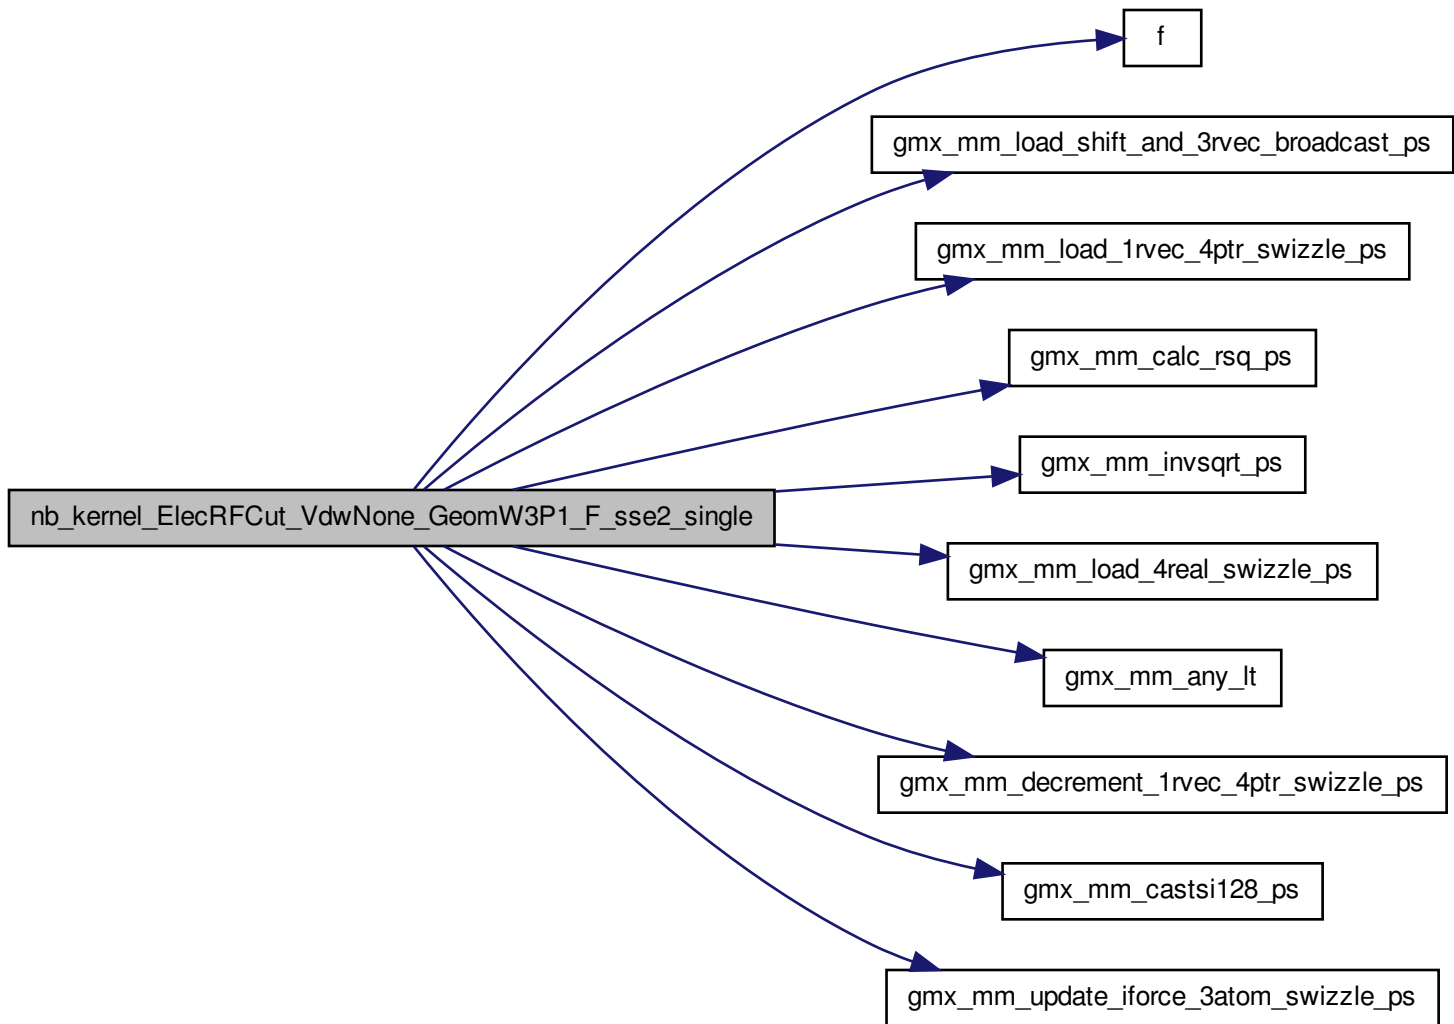 f
gmx_mm_load_shift_and_3rvec_broadcast_ps
gmx_mm_load_1rvec_4ptr_swizzle_ps
gmx_mm_calc_rsq_ps
gmx_mm_invsqrt_ps
nb_kernel_ElecRFCut_VdwNone_GeomW3P1_F_sse2_single
gmx_mm_load_4real_swizzle_ps
gmx_mm_any_lt
gmx_mm_decrement_1rvec_4ptr_swizzle_ps
gmx_mm_castsi128_ps
gmx_mm_update_iforce_3atom_swizzle_ps